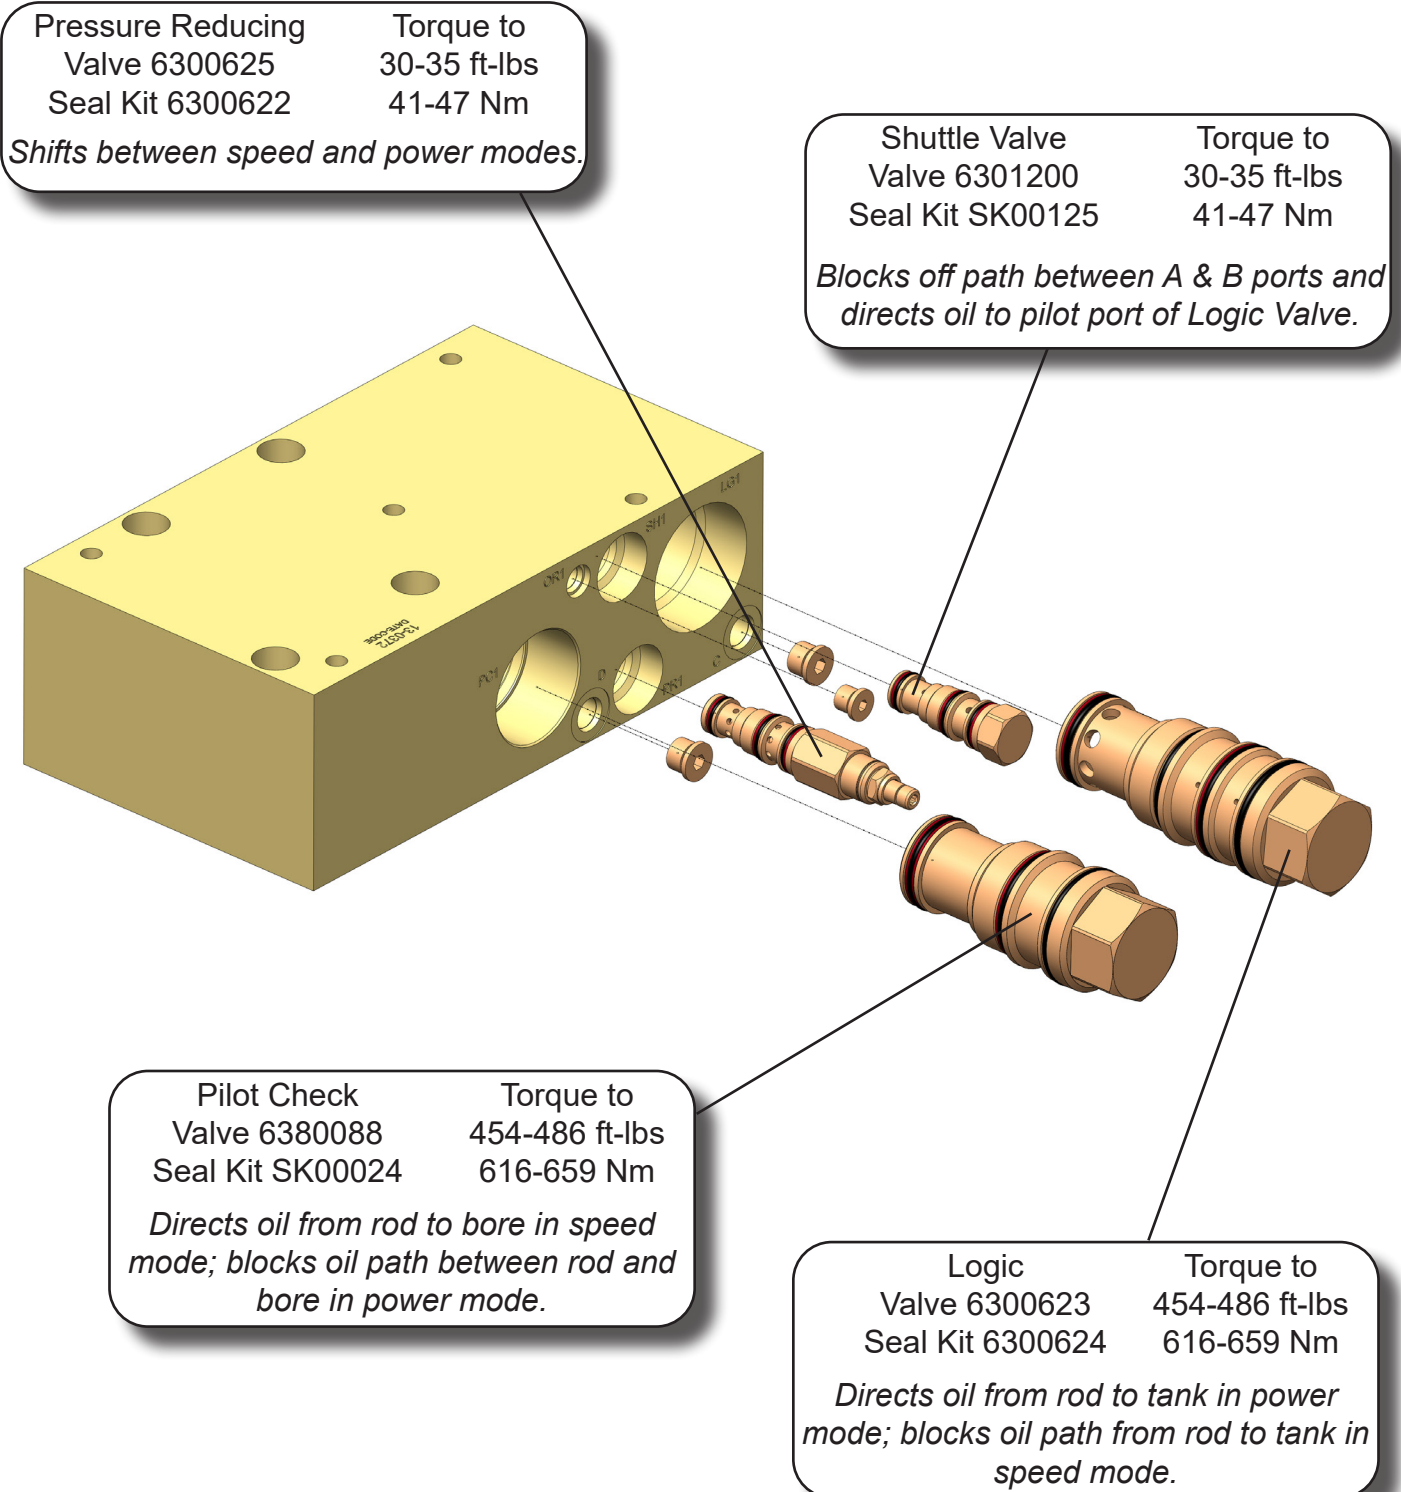 Pressure Reducing Torque to
Valve 6300625 30-35 ft-lbs
Seal Kit 6300622 41-47 Nm
Shifts between speed and power modes.
Shuttle Valve Torque to
Valve 6301200 30-35 ft-lbs
Seal Kit SK00125 41-47 Nm
Blocks off path between A & B ports and
directs oil to pilot port of Logic Valve.
LG1
SH1
OR1
13-0372
DATE-CODE
PC1
D
PR1
C
Pilot Check Torque to
Valve 6380088 454-486 ft-lbs
Seal Kit SK00024 616-659 Nm
Directs oil from rod to bore in speed
mode; blocks oil path between rod and
bore in power mode.
Logic Torque to
Valve 6300623 454-486 ft-lbs
Seal Kit 6300624 616-659 Nm
Directs oil from rod to tank in power
mode; blocks oil path from rod to tank in
speed mode.